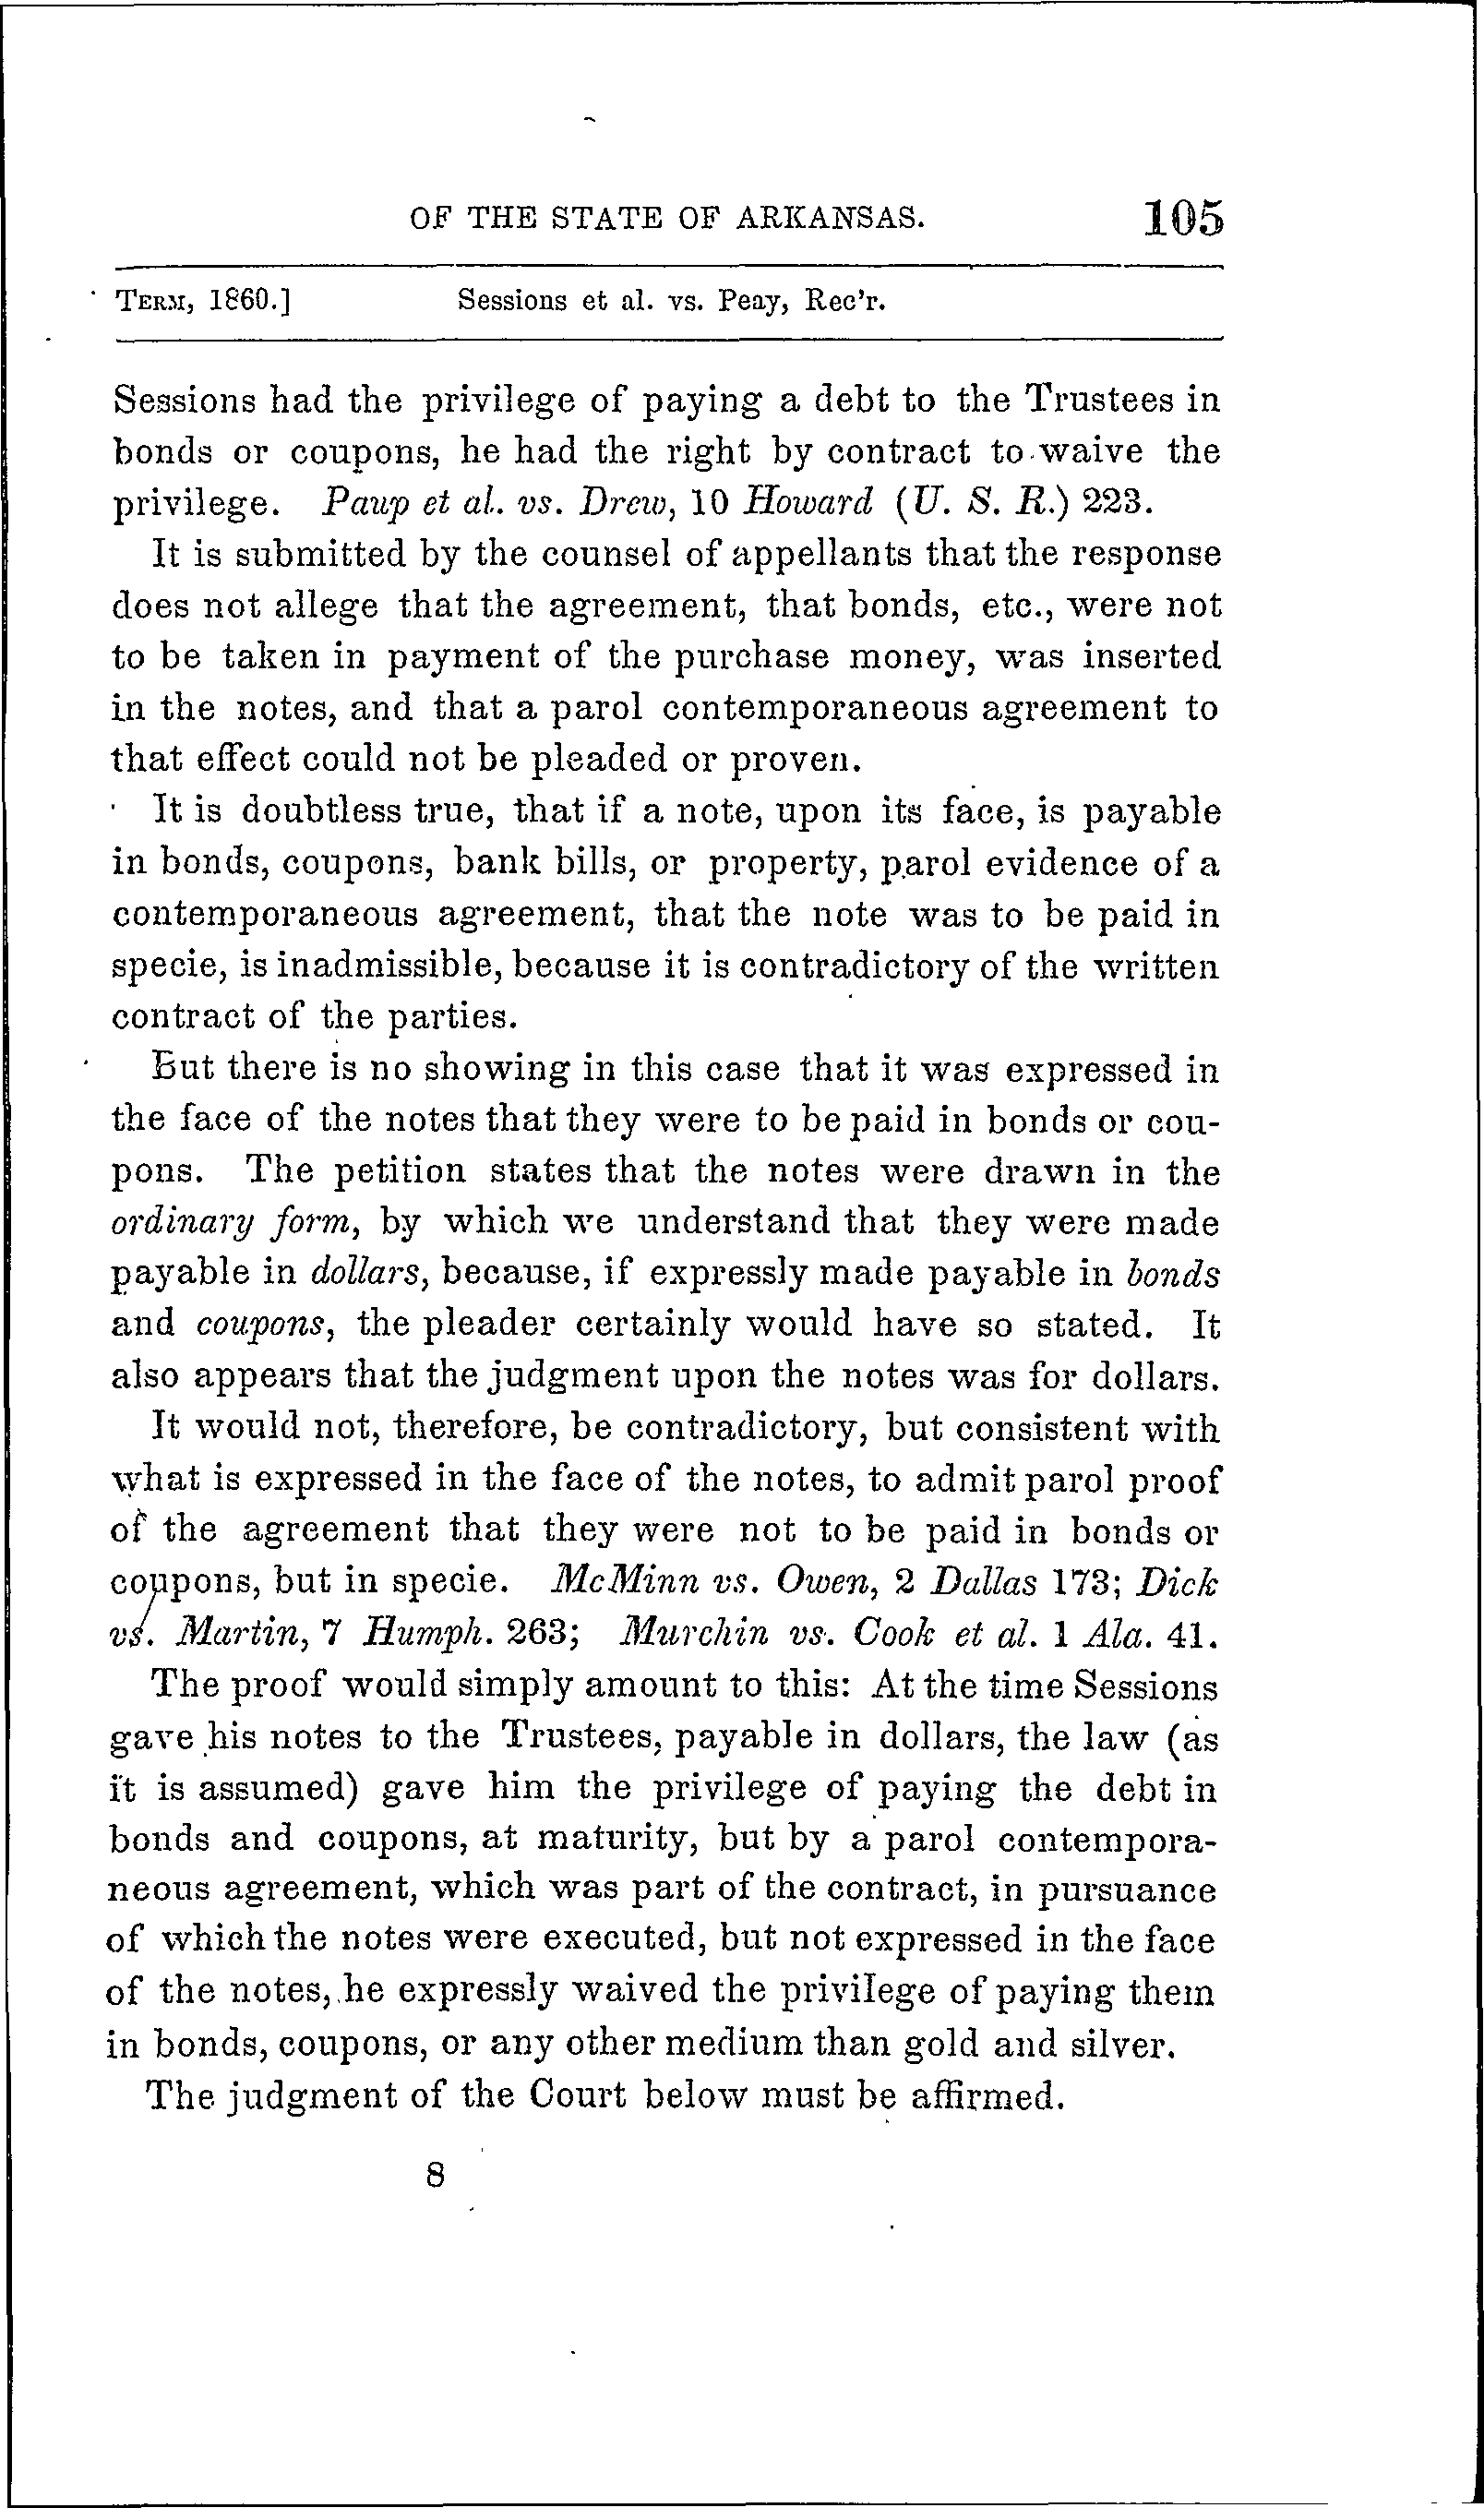 OF THE STATE OF ARKANSAS. 105
TERM, 1860.] Sessions et al. vs. Peay, Rec'r.
Sessions had the privilege of paying a debt to the Trustees in
bonds or coupons, he had the right by contract to waive the
privilege. Paup et al. vs. Drew, 10 Howard (U. S. R.) 223.
It is submitted by the counsel of appellants that the response
does not allege that the agreement, that bonds, etc., were not
to be taken in payment of the purchase money, was inserted
in the notes, and that a parol contemporaneous agreement to
that effect could not be pleaded or proven.
It is doubtless true, that if a note, upon its face, is payable
in bonds, coupons, bank bills, or property, parol evidence of a
contemporaneous agreement, that the note was to be paid in
specie, is inadmissible, because it is contradictory of the written
contract of the parties.
But there is no showing in this case that it was expressed in
the face of the notes that they were to be paid in bonds or cou-
pons. The petition states that the notes were drawn in the
ordinary form, by which we understand that they were made
payable in dollars, because, if expressly made payable in bonds
and coupons, the pleader certainly would have so stated. It
also appears that the judgment upon the notes was for dollars.
It would not, therefore, be contradictory, but consistent with
what is expressed in the face of the notes, to admit parol proof
of the agreement that they were not to be paid in bonds or
coupons, but in specie. McMinn vs. Owen, 2 Dallas 173; Dick
vs. Martin, 7 Humph. 263; Murchin vs. Cook et al. 1 Ala. 41.
The proof would simply amount to this: At the time Sessions
gave his notes to the Trustees, payable in dollars, the law (as
it is assumed) gave him the privilege of paying the debt in
bonds and coupons, at maturity, but by a parol contempora-
neous agreement, which was part of the contract, in pursuance
of which the notes were executed, but not expressed in the face
of the notes, he expressly waived the privilege of paying them
in bonds, coupons, or any other medium than gold and silver.
The judgment of the Court below must be affirmed.
8